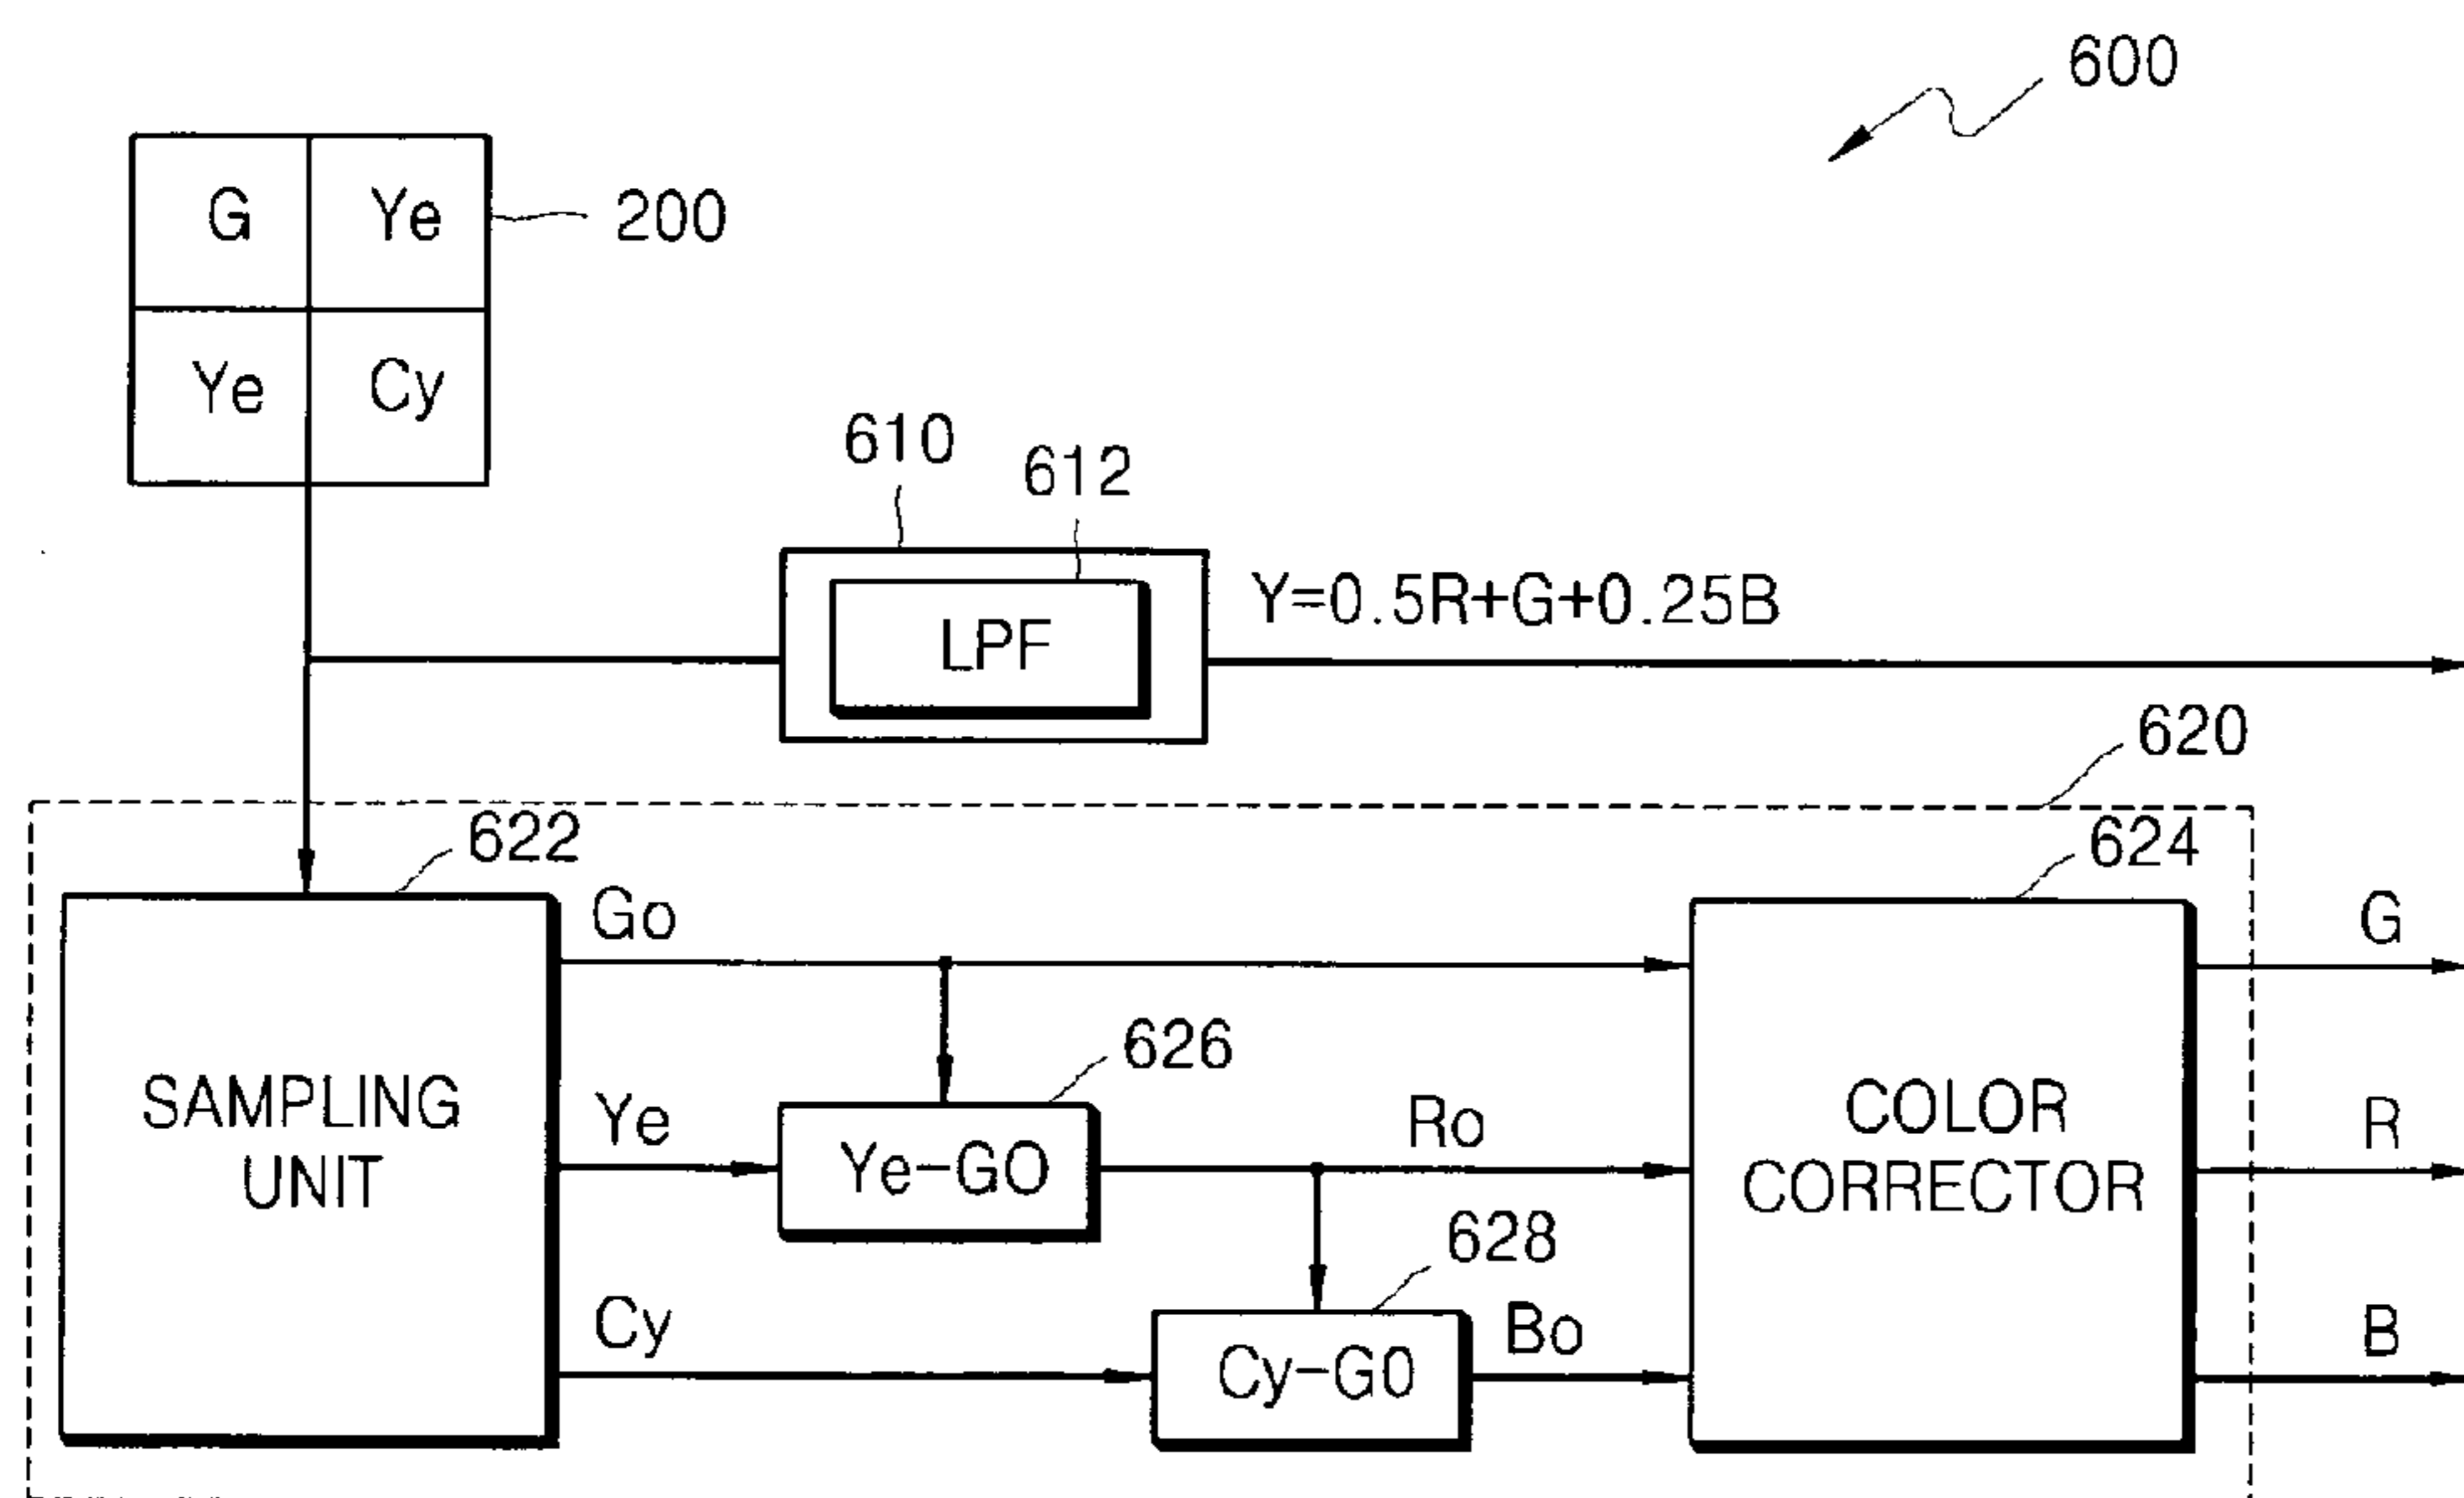 600
G Ye 200
Ye Cy
610
612
LPF
Y=0.5R+G+0.25B
620
622
624
Go
G
626
SAMPLING
UNIT
Ye
Ye-GO
Ro
COLOR
CORRECTOR
R
628
Cy
Cy-G0
Bo
B